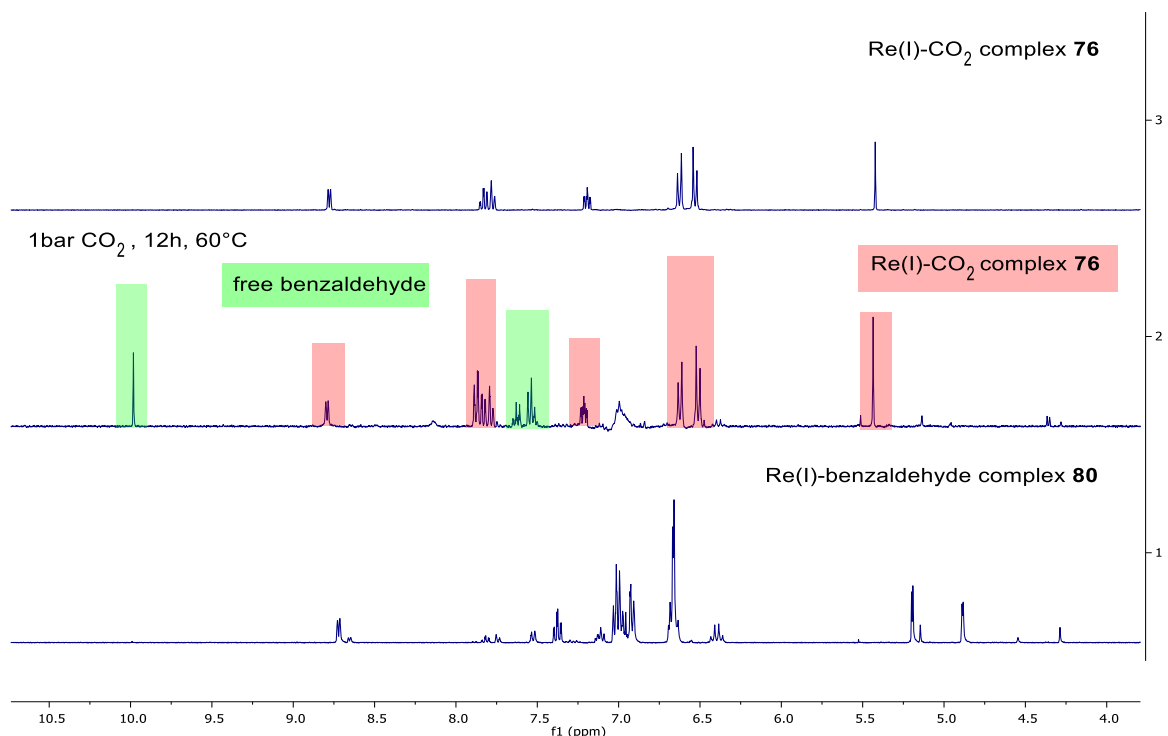 Re(I)-CO2 complex 76
3
1bar CO2 , 12h, 60°C
free benzaldehyde
Re(I)-CO2 complex 76
2
Re(I)-benzaldehyde complex 80
1
10.5 10.0 9.5 9.0 8.5 8.0 7.5 7.0 6.5 6.0 5.5 5.0 4.5 4.0
f1 (ppm)